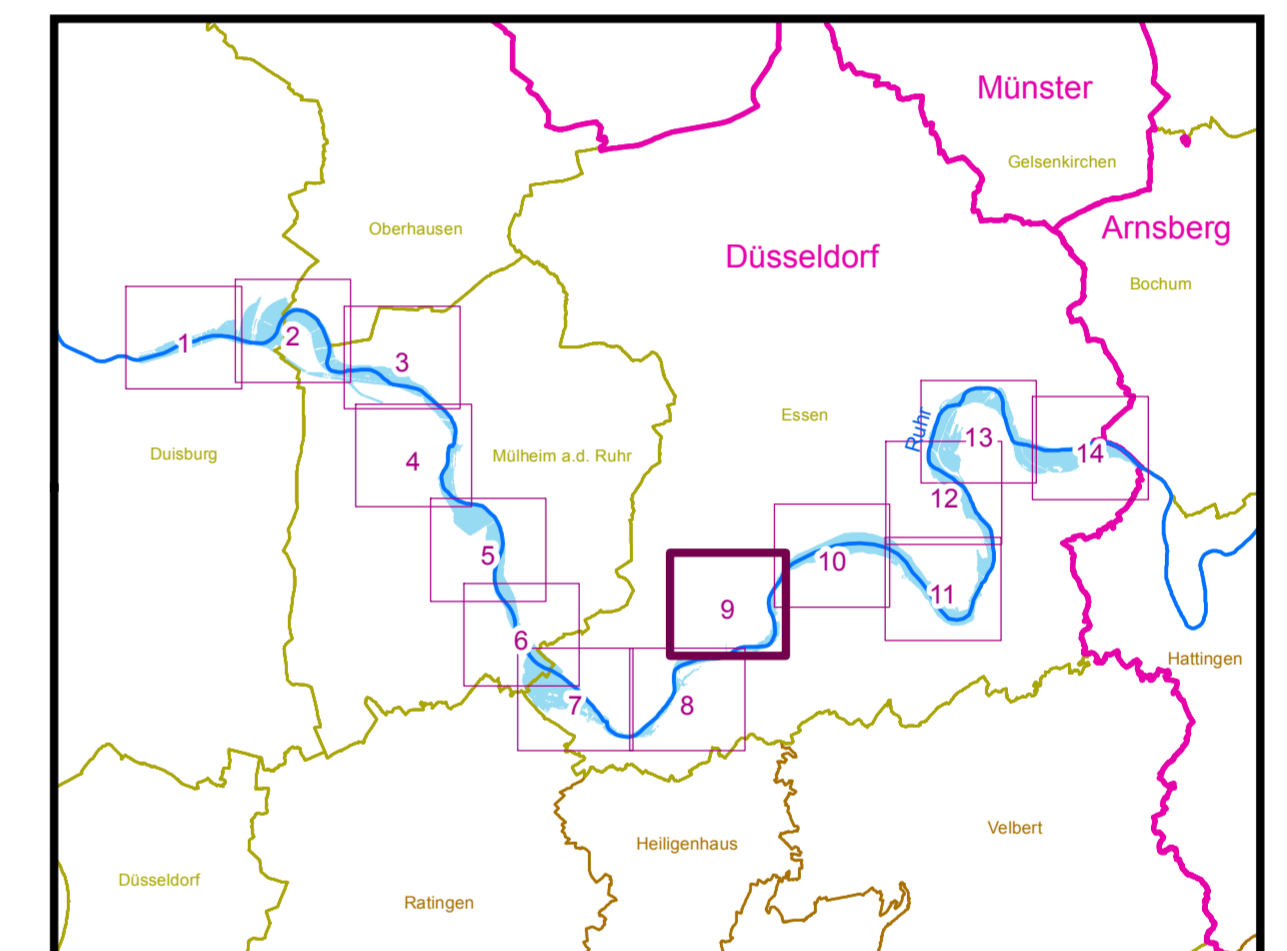 Münster
Gelsenkirchen
Oberhausen
Arnsberg
Düsseldorf
Bochum
1
2
3
Essen
Ruhr
13
14
Duisburg
4
Mülheim a.d. Ruhr
12
5
10
11
9
6
Hattingen
7
8
Velbert
Heiligenhaus
Düsseldorf
Ratingen